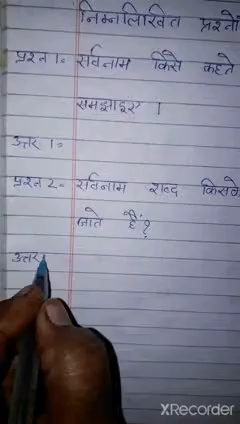 निम्नलिखित प्रश्नों
प्रश्न 1= सर्वनाम किसे कहते
समझाइए ।
उत्तर 1=
प्रश्न 2= सर्वनाम शब्द किसके
जाते हैं?
उत्तर
XRecorder